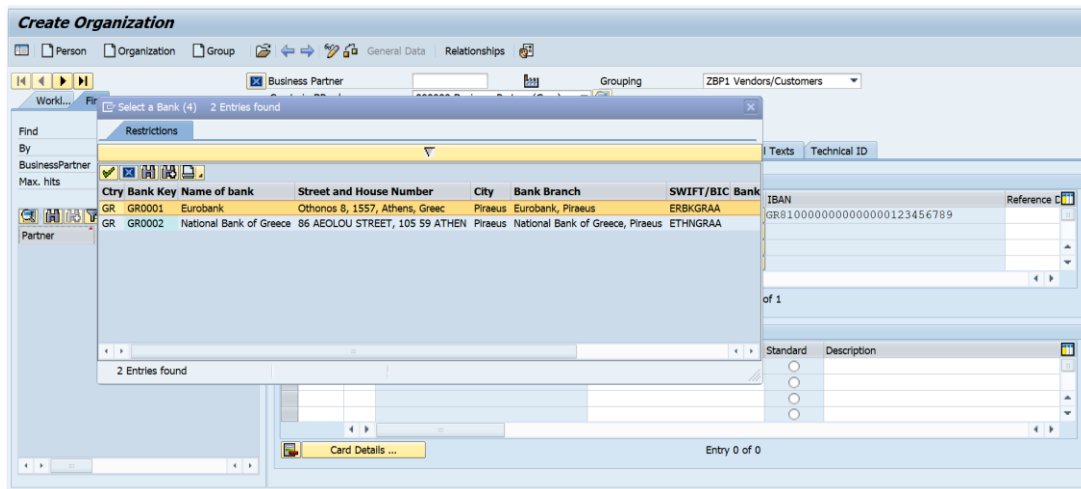 Create Organization
Person Organization Group General Data Relationships
Business Partner Grouping ZBP1 Vendors/Customers
Workl...
Select a Bank (4) 2 Entries found
Find
By
BusinessPartner
Max. hits
Partner
Restrictions
Ctry Bank Key Name of bank Street and House Number City Bank Branch SWIFT/BIC Bank
GR GR0001 Eurobank Othonos 8, 1557, Athens, Greec Piraeus Eurobank, Piraeus ERBKGRAA
GR GR0002 National Bank of Greece 86 AEOLOU STREET, 105 59 ATHEN Piraeus National Bank of Greece, Piraeus ETHNGRAA
2 Entries found
Texts Technical ID
IBAN Reference D
of 1
Standard Description
Card Details ... Entry 0 of 0